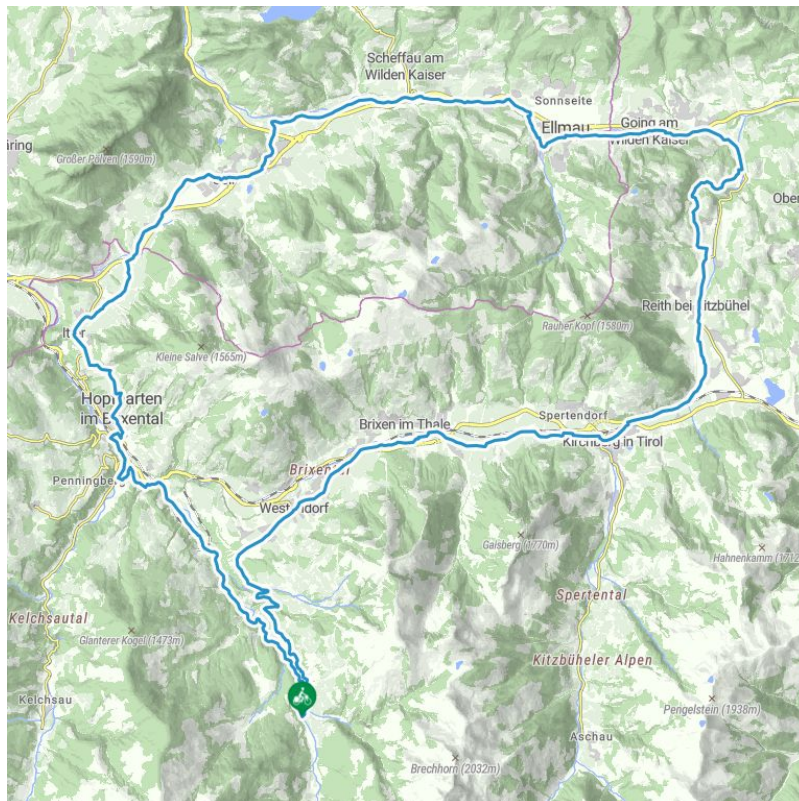 Scheffau am
Wilden Kaiser
Sonnseite
Ellmau
Going am
Wilden Kaiser
äring
Großer Pölven (1590m)
Ober
Reith bei Kitzbühel
Itter
Rauher Kopf (1580m)
Kleine Salve (1565m)
Hopfgarten
im Brixental
Brixen im Thale
Spertendorf
Kirchberg in Tirol
Brixental
Penningberg
Westendorf
Gaisberg (1770m)
Hahnenkamm (1712
Spertental
Kelchsautal
Glanterer Kogel (1473m)
Kitzbüheler Alpen
Kelchsau
Pengelstein (1938m)
Aschau
Brechhorn (2032m)